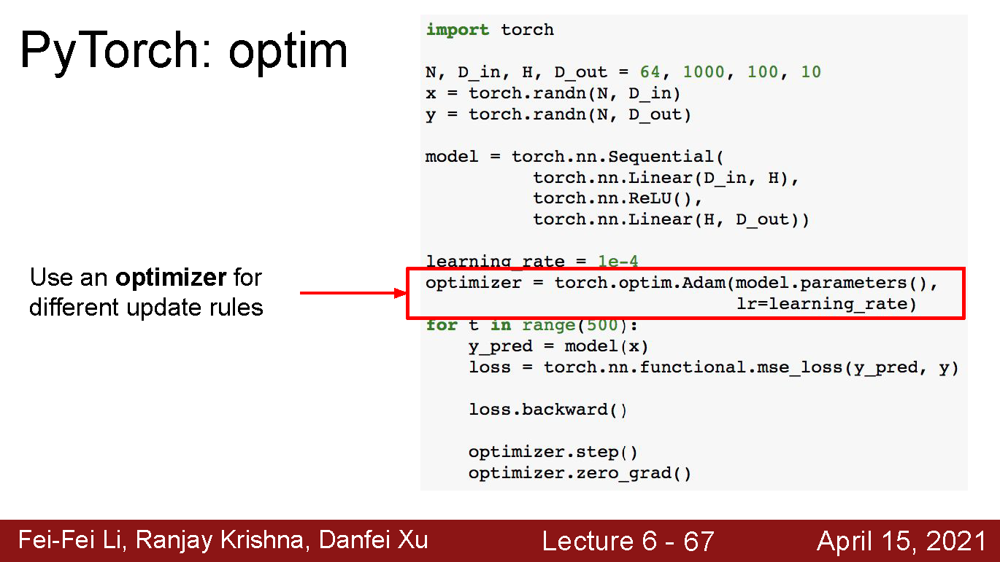 PyTorch: optim
import torch
N, D_in, H, D_out = 64, 1000, 100, 10
x = torch.randn(N, D_in)
y = torch.randn(N, D_out)
model = torch.nn.Sequential(
torch.nn.Linear(D_in, H),
torch.nn.ReLU(),
torch.nn.Linear(H, D_out))
learning_rate = 1e-4
optimizer = torch.optim.Adam(model.parameters(),
lr=learning_rate)
for t in range(500):
y_pred = model(x)
loss = torch.nn.functional.mse_loss(y_pred, y)
loss.backward()
optimizer.step()
optimizer.zero_grad()
Use an optimizer for
different update rules
Fei-Fei Li, Ranjay Krishna, Danfei Xu
Lecture 6 - 67
April 15, 2021